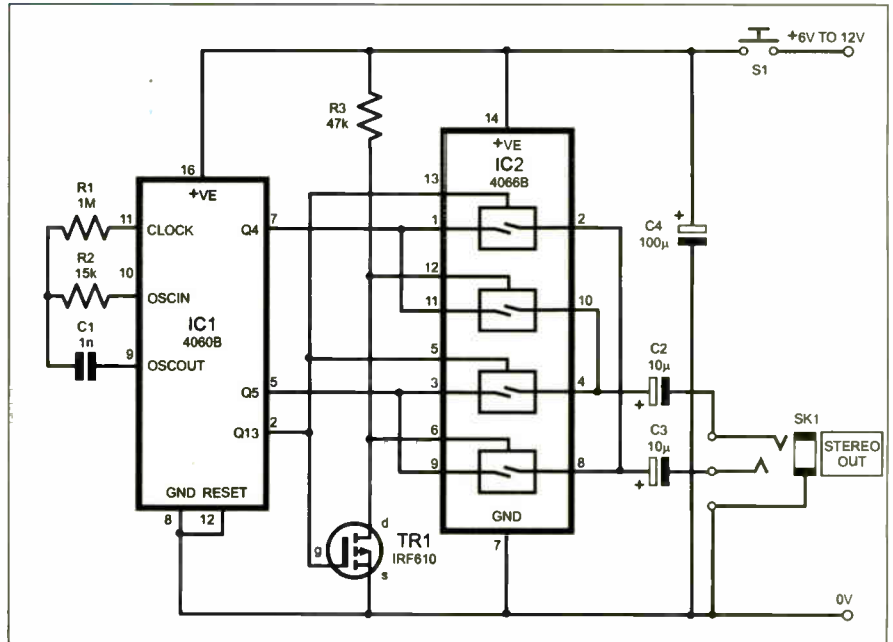 +6V TO 12V
S1
R3
47k
14
+VE
IC2
4066B
16
+VE
13
R1
1M
11
CLOCK
Q4
7
1
2
C4
100µ
+
R2
15k
10
OSCIN
12
11
10
IC1
4060B
C1
1n
9
OSCOUT
5
Q5
5
3
4
C2
10µ
+
Q13
2
6
C3
10µ
+
SK1
STEREO
OUT
9
8
GND RESET
8
12
GND
7
TR1
IRF610
d
g
s
0V